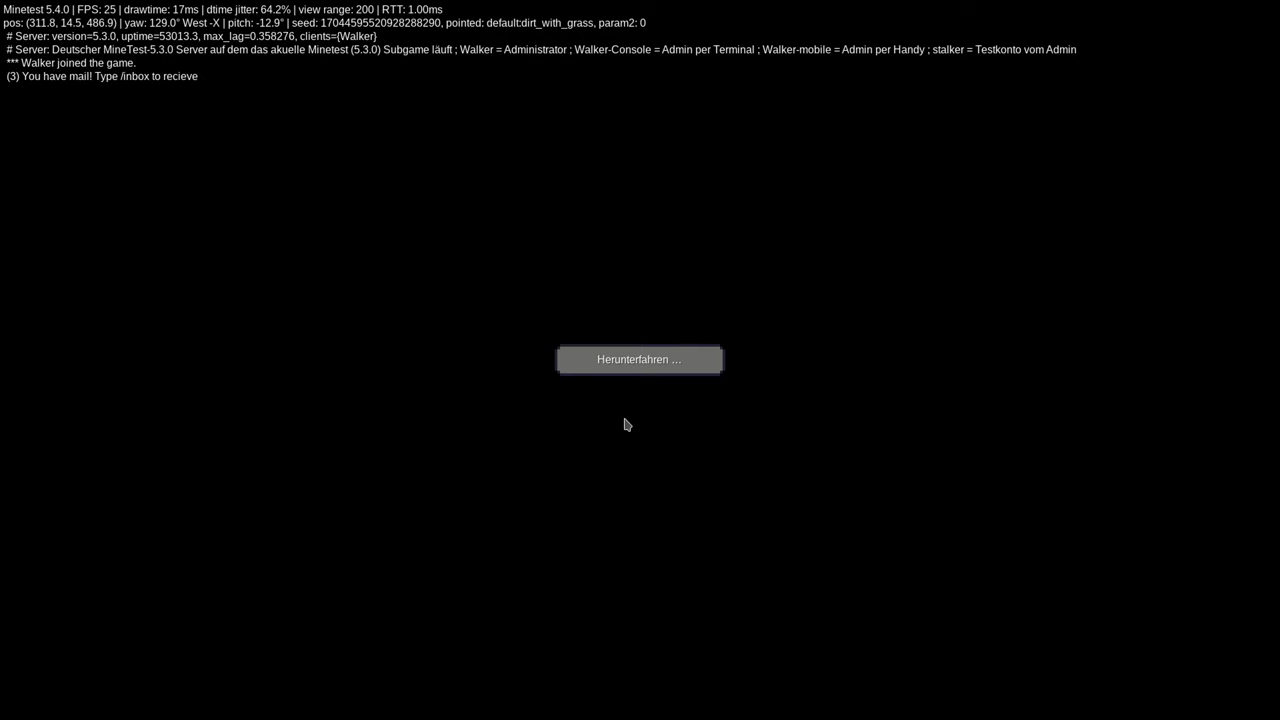 Minetest 5.4.0 | FPS: 25 | drawtime: 17ms | dtime jitter: 64.2% | view range: 200 | RTT: 1.00ms
pos: (311.8, 14.5, 486.9) | yaw: 129.0° West -X | pitch: -12.9° | seed: 17044595520928288290, pointed: default:dirt_with_grass, param2: 0
# Server: version=5.3.0, uptime=53013.3, max_lag=0.358276, clients={Walker}
# Server: Deutscher MineTest-5.3.0 Server auf dem das akuelle Minetest (5.3.0) Subgame läuft ; Walker = Administrator ; Walker-Console = Admin per Terminal ; Walker-mobile = Admin per Handy ; stalker = Testkonto vom Admin
*** Walker joined the game.
(3) You have mail! Type /inbox to recieve
Herunterfahren …